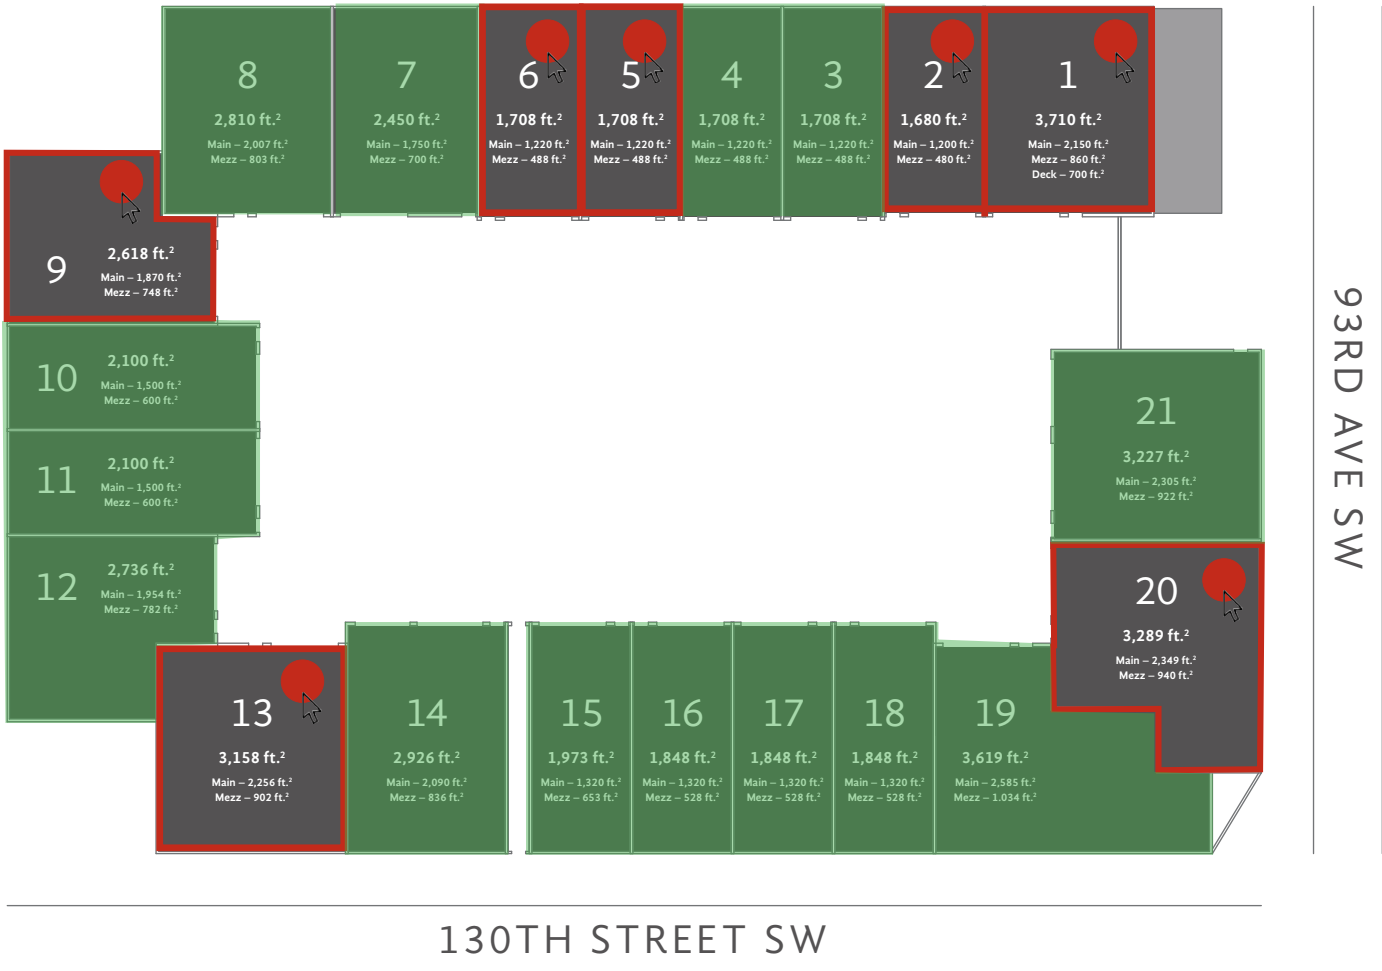 8
2,810 ft.²
Main – 2,007 ft.²
Mezz – 803 ft.²
7
2,450 ft.²
Main – 1,750 ft.²
Mezz – 700 ft.²
6
1,708 ft.²
Main – 1,220 ft.²
Mezz – 488 ft.²
5
1,708 ft.²
Main – 1,220 ft.²
Mezz – 488 ft.²
4
1,708 ft.²
Main – 1,220 ft.²
Mezz – 488 ft.²
3
1,708 ft.²
Main – 1,220 ft.²
Mezz – 488 ft.²
2
1,680 ft.²
Main – 1,200 ft.²
Mezz – 480 ft.²
1
3,710 ft.²
Main – 2,150 ft.²
Mezz – 860 ft.²
Deck – 700 ft.²
9
2,618 ft.²
Main – 1,870 ft.²
Mezz – 748 ft.²
10
2,100 ft.²
Main – 1,500 ft.²
Mezz – 600 ft.²
11
2,100 ft.²
Main – 1,500 ft.²
Mezz – 600 ft.²
12
2,736 ft.²
Main – 1,954 ft.²
Mezz – 782 ft.²
13
3,158 ft.²
Main – 2,256 ft.²
Mezz – 902 ft.²
14
2,926 ft.²
Main – 2,090 ft.²
Mezz – 836 ft.²
15
1,973 ft.²
Main – 1,320 ft.²
Mezz – 653 ft.²
16
1,848 ft.²
Main – 1,320 ft.²
Mezz – 528 ft.²
17
1,848 ft.²
Main – 1,320 ft.²
Mezz – 528 ft.²
18
1,848 ft.²
Main – 1,320 ft.²
Mezz – 528 ft.²
19
3,619 ft.²
Main – 2,585 ft.²
Mezz – 1.034 ft.²
20
3,289 ft.²
Main – 2,349 ft.²
Mezz – 940 ft.²
21
3,227 ft.²
Main – 2,305 ft.²
Mezz – 922 ft.²
93RD AVE SW
130TH STREET SW